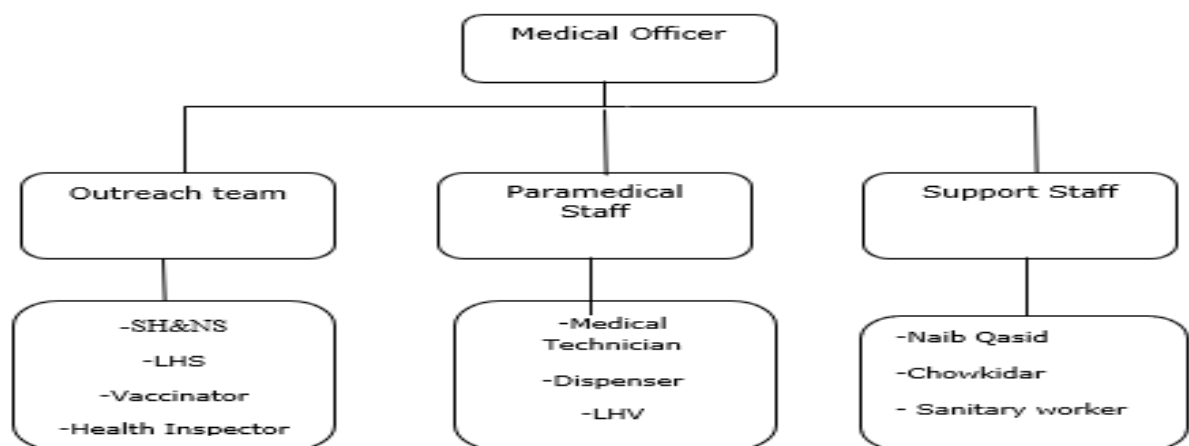 Medical Officer
Outreach team
Paramedical
Staff
Support Staff
-SH&NS
-LHS
-Vaccinator
-Health Inspector
-Medical
Technician
-Dispenser
-LHV
-Naib Qasid
-Chowkidar
- Sanitary worker